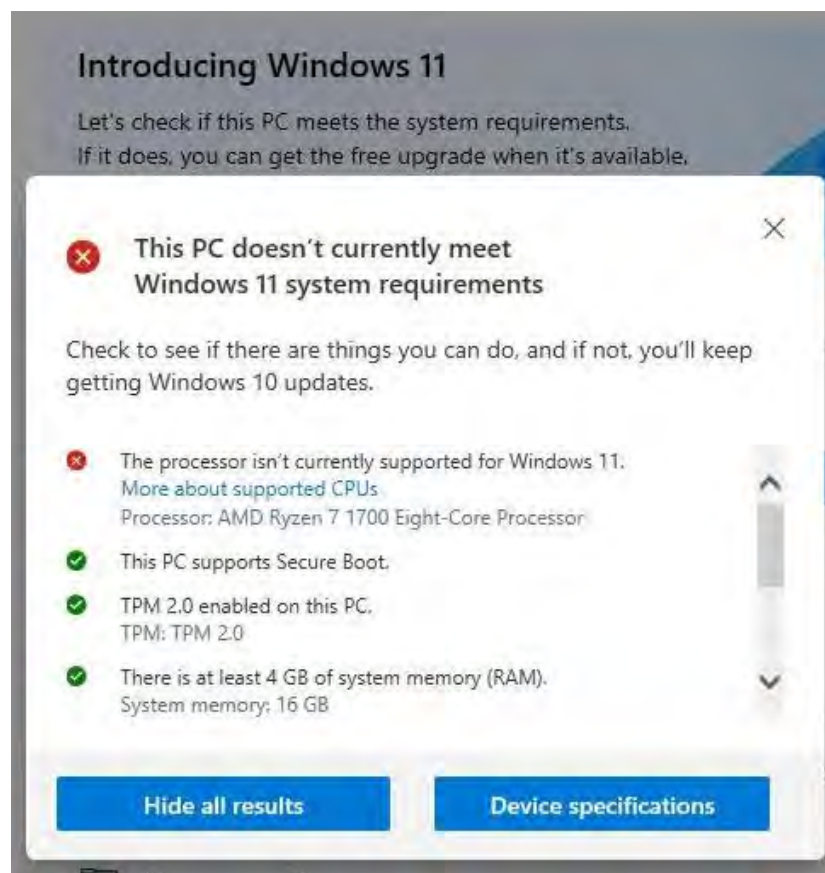 Introducing Windows 11
Let's check if this PC meets the system requirements.
If it does, you can get the free upgrade when it's available.
This PC doesn't currently meet
Windows 11 system requirements
Check to see if there are things you can do, and if not, you'll keep
getting Windows 10 updates.
The processor isn't currently supported for Windows 11.
More about supported CPUs
Processor: AMD Ryzen 7 1700 Eight-Core Processor
This PC supports Secure Boot.
TPM 2.0 enabled on this PC.
TPM: TPM 2.0
There is at least 4 GB of system memory (RAM).
System memory: 16 GB
Hide all results
Device specifications